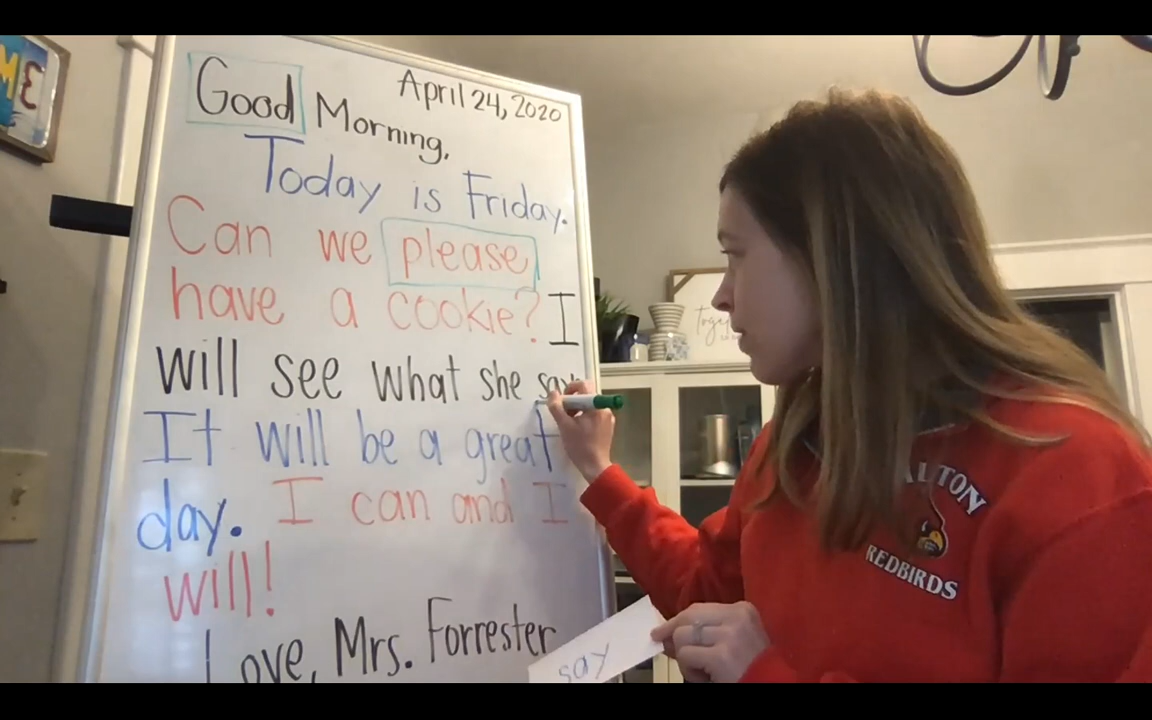 April 24, 2020
Good Morning,
Today is Friday.
Can we please
have a cookie? I
will see what she
It will be a great
day. I can and I
will!
Love, Mrs. Forrester
say
REDBIRDS